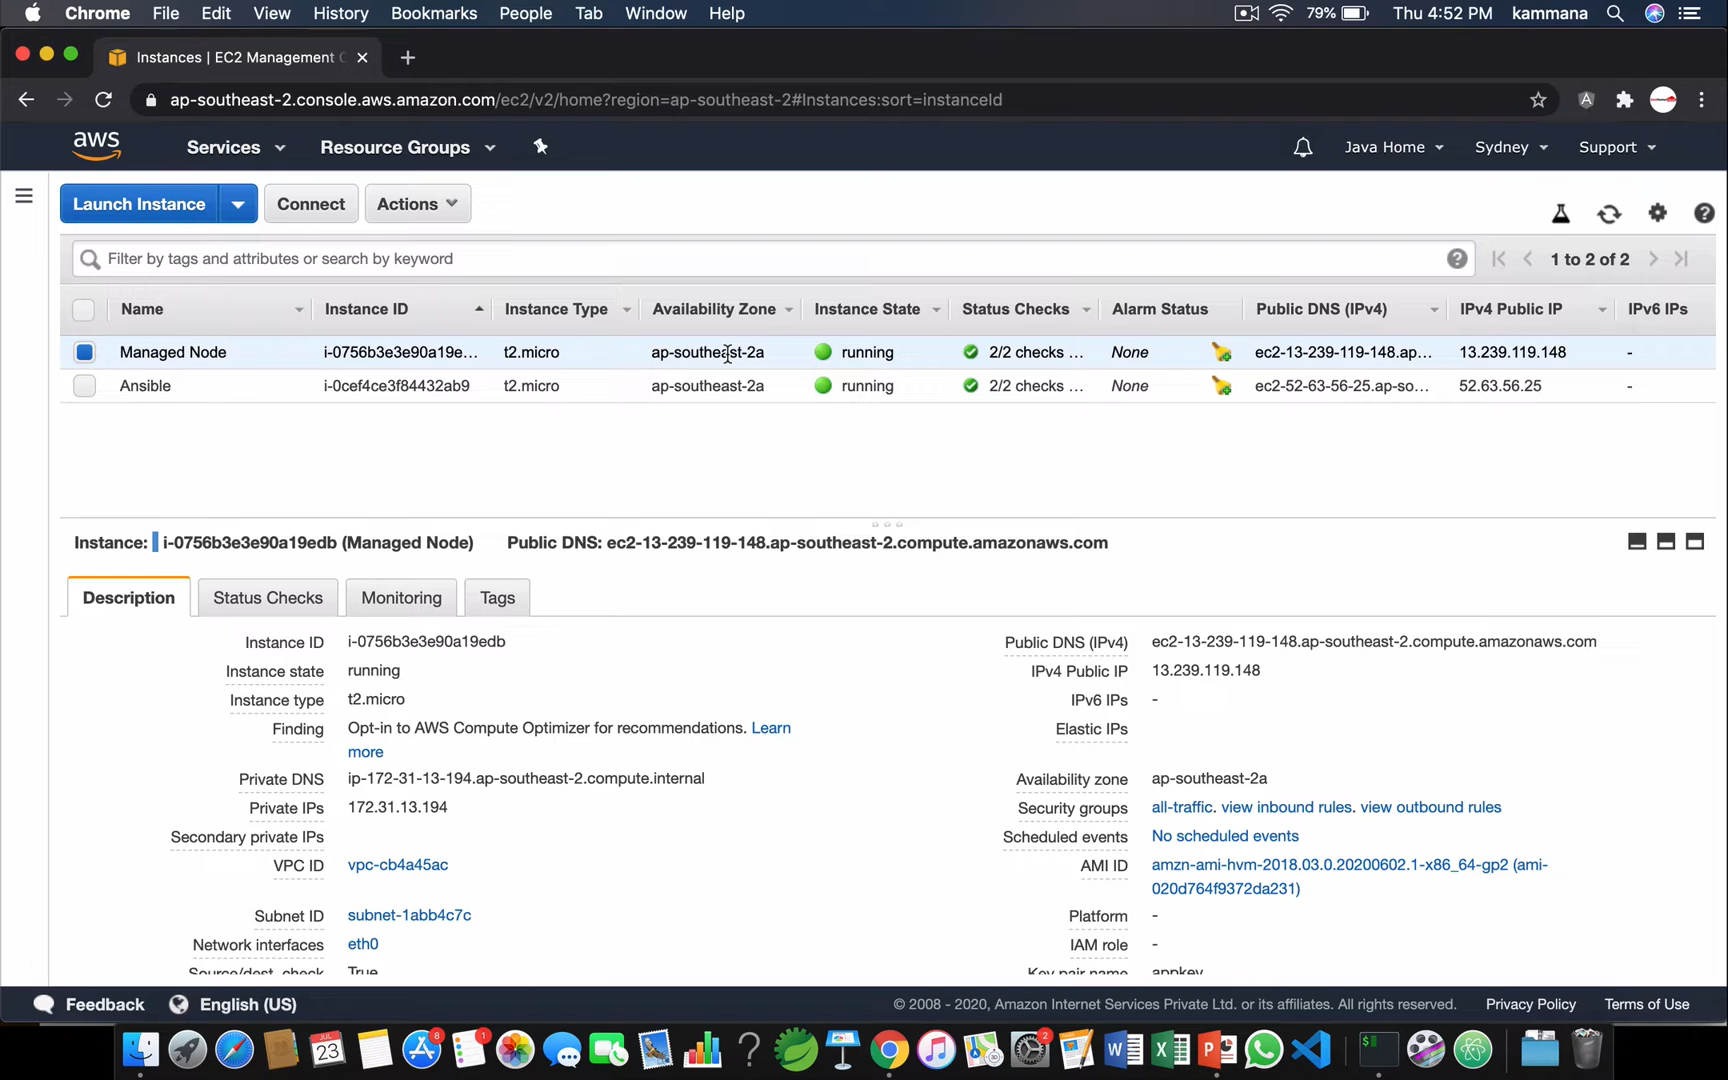 Chrome File Edit View History Bookmarks People Tab Window Help 79% Thu 4:52 PM kammana
Instances | EC2 Management C
ap-southeast-2.console.aws.amazon.com/ec2/v2/home?region=ap-southeast-2#Instances:sort=instanceId
aws Services Resource Groups Java Home Sydney Support
Launch Instance Connect Actions
Filter by tags and attributes or search by keyword 1 to 2 of 2
Name Instance ID Instance Type Availability Zone Instance State Status Checks Alarm Status Public DNS (IPv4) IPv4 Public IP IPv6 IPs
Managed Node i-0756b3e3e90a19e... t2.micro ap-southeast-2a running 2/2 checks ... None ec2-13-239-119-148.ap... 13.239.119.148 -
Ansible i-0cef4ce3f84432ab9 t2.micro ap-southeast-2a running 2/2 checks ... None ec2-52-63-56-25.ap-so... 52.63.56.25 -
Instance: i-0756b3e3e90a19edb (Managed Node) Public DNS: ec2-13-239-119-148.ap-southeast-2.compute.amazonaws.com
Description Status Checks Monitoring Tags
Instance ID i-0756b3e3e90a19edb Public DNS (IPv4) ec2-13-239-119-148.ap-southeast-2.compute.amazonaws.com
Instance state running IPv4 Public IP 13.239.119.148
Instance type t2.micro IPv6 IPs -
Finding Opt-in to AWS Compute Optimizer for recommendations. Learn Elastic IPs
more
Private DNS ip-172-31-13-194.ap-southeast-2.compute.internal Availability zone ap-southeast-2a
Private IPs 172.31.13.194 Security groups all-traffic. view inbound rules. view outbound rules
Secondary private IPs Scheduled events No scheduled events
VPC ID vpc-cb4a45ac AMI ID amzn-ami-hvm-2018.03.0.20200602.1-x86_64-gp2 (ami-
020d764f9372da231)
Subnet ID subnet-1abb4c7c Platform -
Network interfaces eth0 IAM role -
Source/dest. check True Key pair name appkey
Feedback English (US) © 2008 - 2020, Amazon Internet Services Private Ltd. or its affiliates. All rights reserved. Privacy Policy Terms of Use
JUL 23 8 1 2